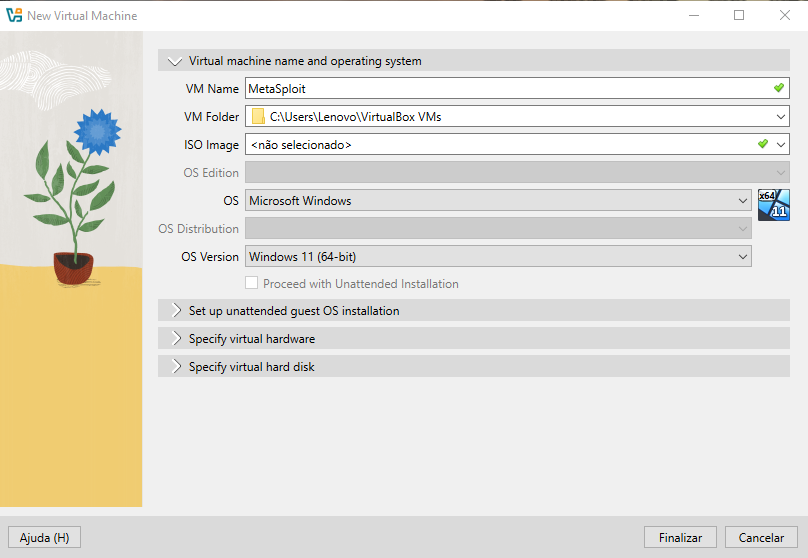 New Virtual Machine
Virtual machine name and operating system
VM Name MetaSploit
VM Folder C:\Users\Lenovo\VirtualBox VMs
ISO Image <não selecionado>
OS Edition
OS Microsoft Windows
x64
11
OS Distribution
OS Version Windows 11 (64-bit)
Proceed with Unattended Installation
Set up unattended guest OS installation
Specify virtual hardware
Specify virtual hard disk
Ajuda (H) Finalizar Cancelar